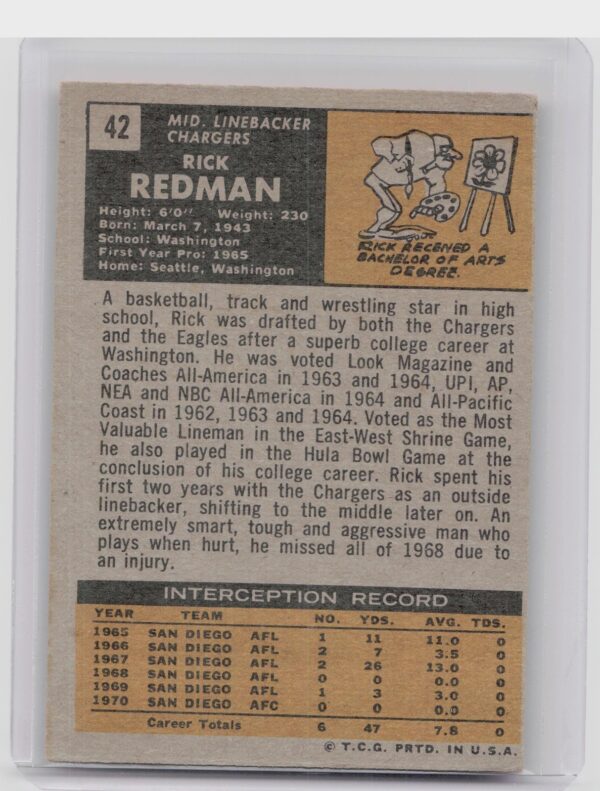 42
MID. LINEBACKER
CHARGERS
RICK
REDMAN
Height: 6'0" Weight: 230
Born: March 7, 1943
School: Washington
First Year Pro: 1965
Home: Seattle, Washington
RICK RECEIVED A
BACHELOR OF ARTS
DEGREE.
A basketball, track and wrestling star in high
school, Rick was drafted by both the Chargers
and the Eagles after a superb college career at
Washington. He was voted Look Magazine and
Coaches All-America in 1963 and 1964, UPI, AP,
NEA and NBC All-America in 1964 and All-Pacific
Coast in 1962, 1963 and 1964. Voted as the Most
Valuable Lineman in the East-West Shrine Game,
he also played in the Hula Bowl Game at the
conclusion of his college career. Rick spent his
first two years with the Chargers as an outside
linebacker, shifting to the middle later on. An
extremely smart, tough and aggressive man who
plays when hurt, he missed all of 1968 due to
an injury.
INTERCEPTION RECORD
YEAR TEAM NO. YDS. AVG. TDS.
1965 SAN DIEGO AFL 1 11 11.0 0
1966 SAN DIEGO AFL 2 7 3.5 0
1967 SAN DIEGO AFL 2 26 13.0 0
1968 SAN DIEGO AFL 0 0 0.0 0
1969 SAN DIEGO AFL 1 3 3.0 0
1970 SAN DIEGO AFC 0 0 0.0 0
Career Totals 6 47 7.8 0
© T.C.G. PRTD. IN U.S.A.